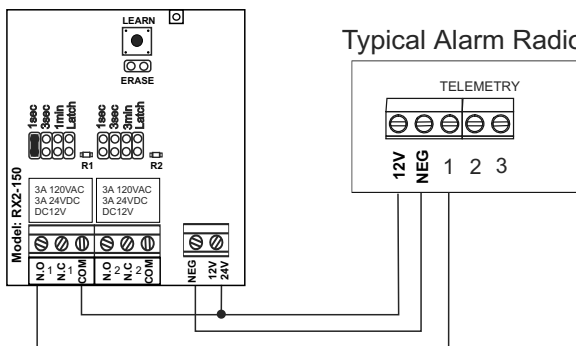 LEARN
ERASE
Typical Alarm Radio
TELEMETRY
12V
NEG
1 2 3
1sec
3sec
1min
Latch
1sec
3sec
3min
Latch
R1
R2
3A 120VAC
3A 24VDC
DC12V
3A 120VAC
3A 24VDC
DC12V
Model: RX2-150
N.O
1
N.C
1
COM
N.O
2
N.C
2
COM
NEG
12V
24V